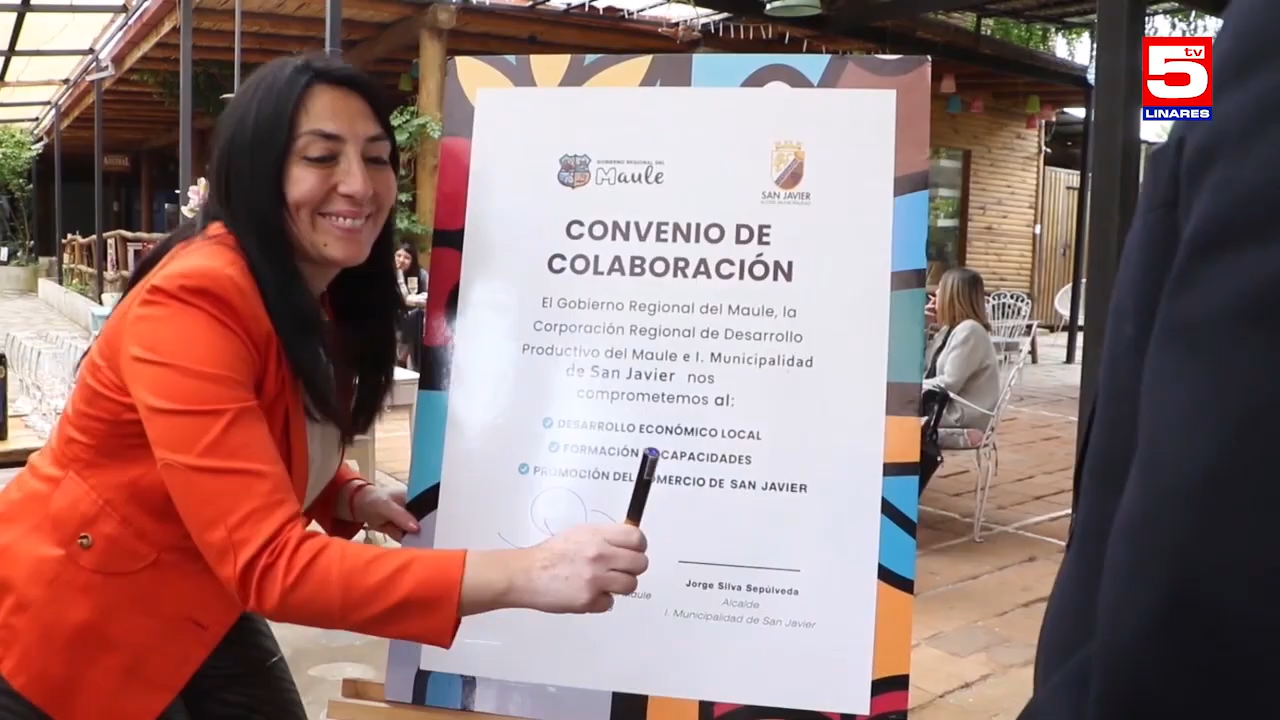 5 tv
LINARES
GOBIERNO REGIONAL DEL
Maule
SAN JAVIER
CONVENIO DE
COLABORACIÓN
El Gobierno Regional del Maule, la
Corporación Regional de Desarrollo
Productivo del Maule e I. Municipalidad
de San Javier nos
comprometemos al:
DESARROLLO ECONÓMICO LOCAL
FORMACIÓN CAPACIDADES
PROMOCIÓN DEL COMERCIO DE SAN JAVIER
Jorge Silva Sepúlveda
Maule
Alcalde
I. Municipalidad de San Javier